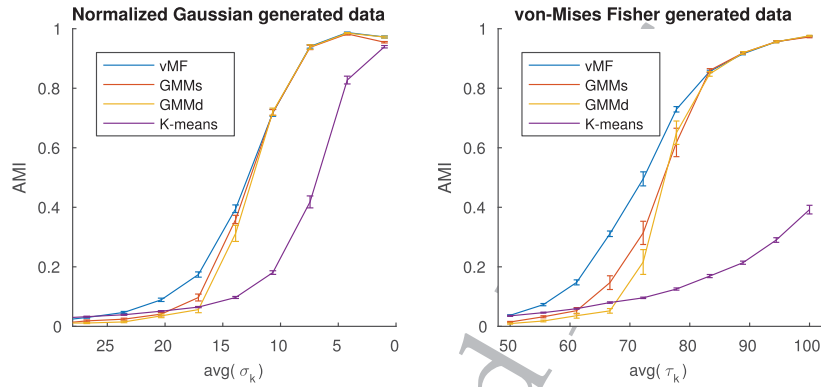 Normalized Gaussian generated data
1
0.8
0.6
0.4
0.2
0
AMI
vMF
GMMs
GMMd
K-means
25 20 15 10 5 0
avg( σk )
von-Mises Fisher generated data
1
0.8
0.6
0.4
0.2
0
AMI
vMF
GMMs
GMMd
K-means
50 60 70 80 90 100
avg( τk )